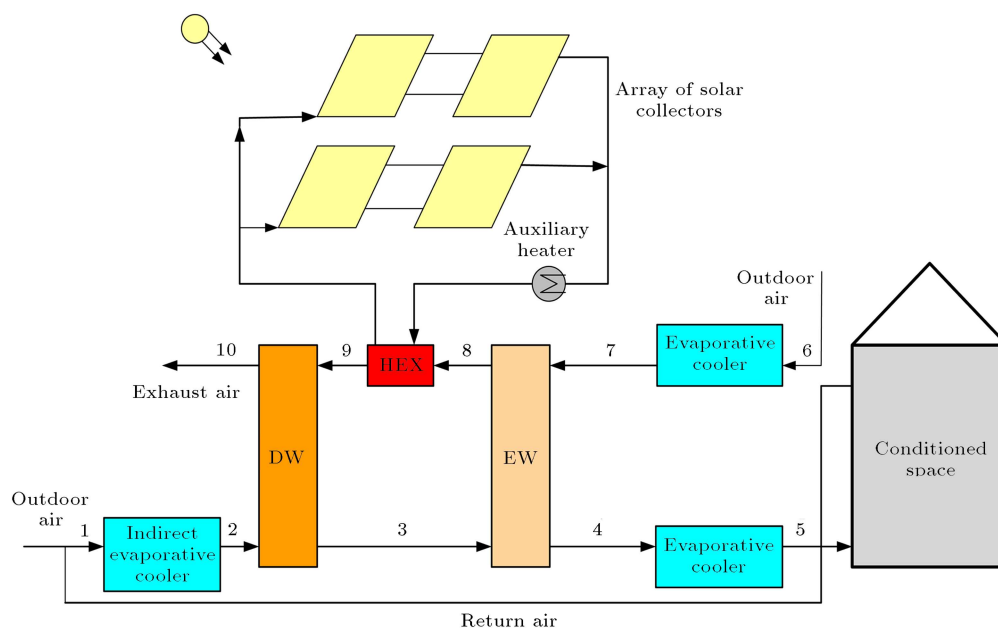 Array of solar
collectors
Auxiliary
heater
Outdoor
air
10
9
HEX
8
7
Evaporative
cooler
6
Exhaust air
DW
EW
Conditioned
space
Outdoor
air
1
Indirect
evaporative
cooler
2
3
4
Evaporative
cooler
5
Return air